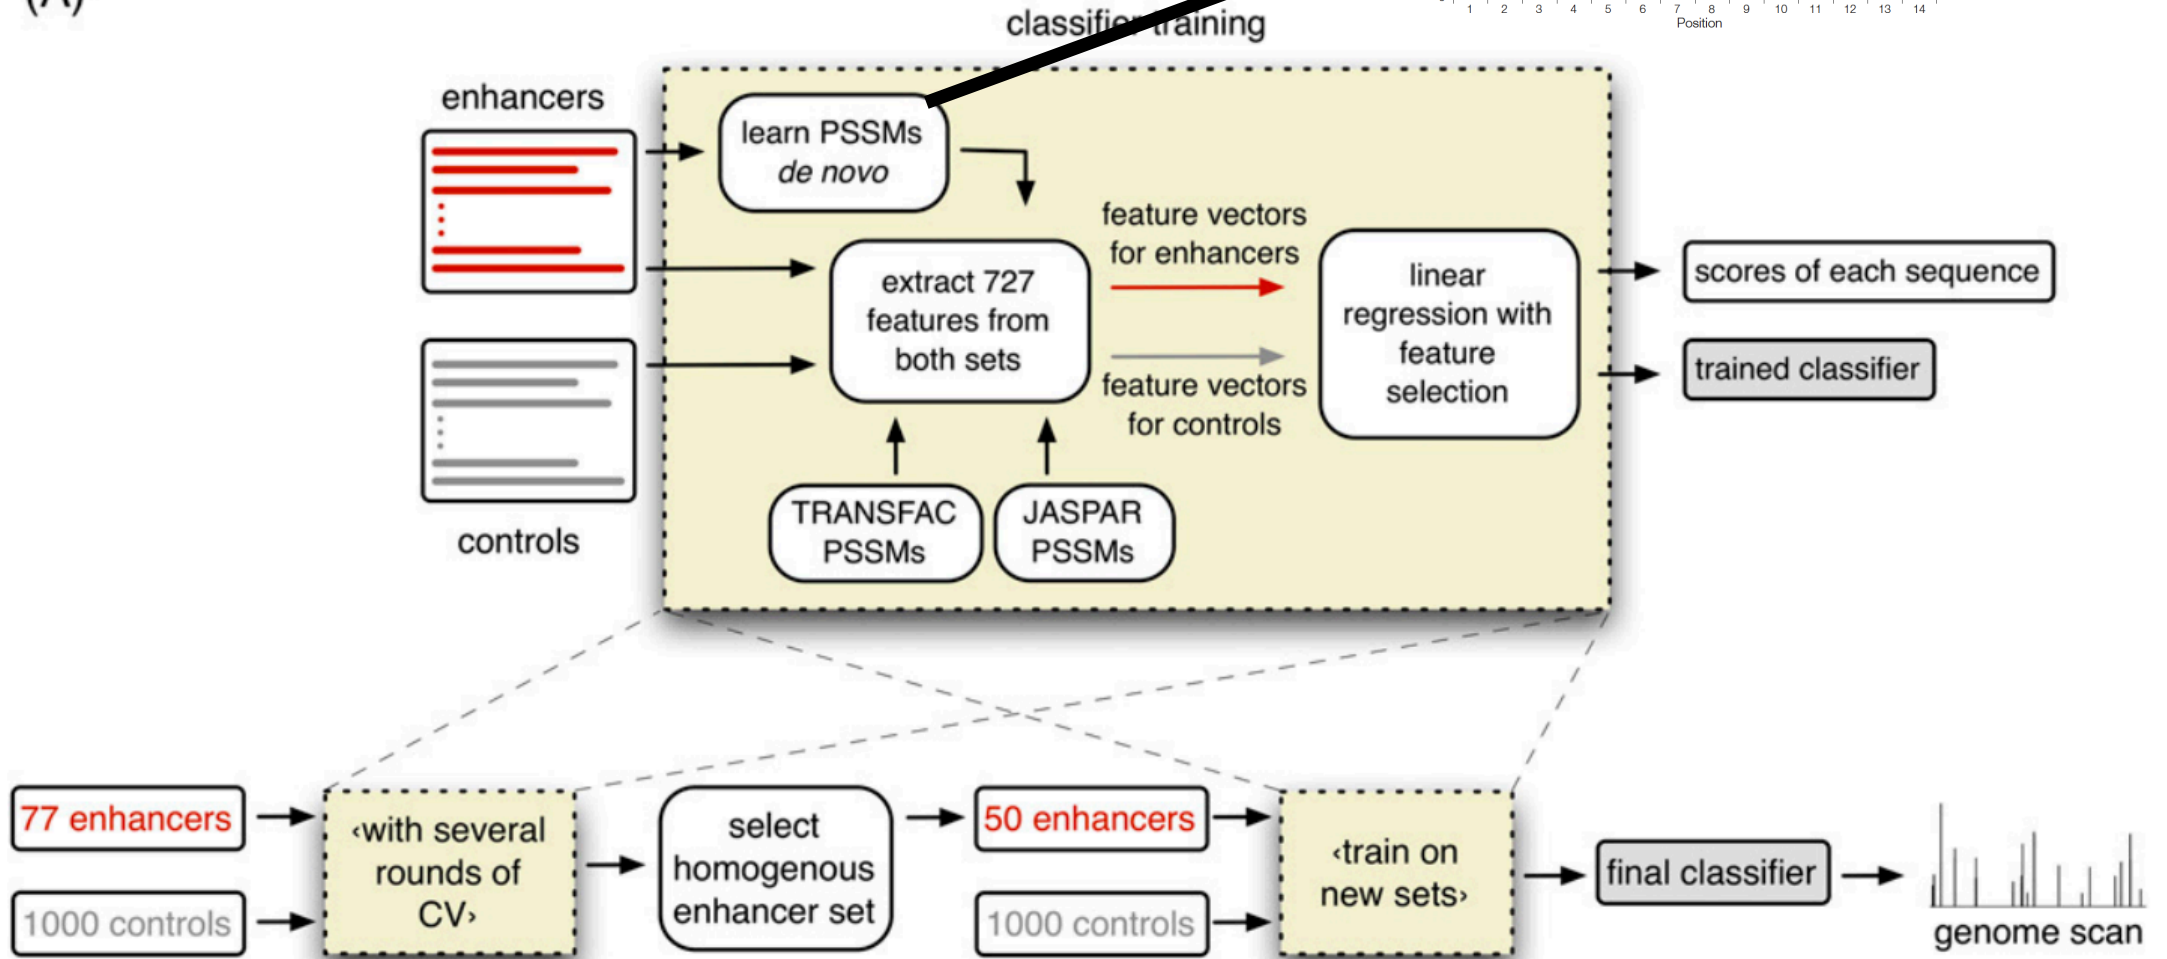 (A)
1 2 3 4 5 6 7 8 9 10 11 12 13 14
Position
classifier training
enhancers
learn PSSMs
de novo
feature vectors
for enhancers
extract 727
features from
both sets
linear
regression with
feature
selection
scores of each sequence
trained classifier
feature vectors
for controls
TRANSFAC
PSSMs
JASPAR
PSSMs
controls
77 enhancers
1000 controls
‹with several
rounds of
CV›
select
homogenous
enhancer set
50 enhancers
1000 controls
‹train on
new sets›
final classifier
genome scan